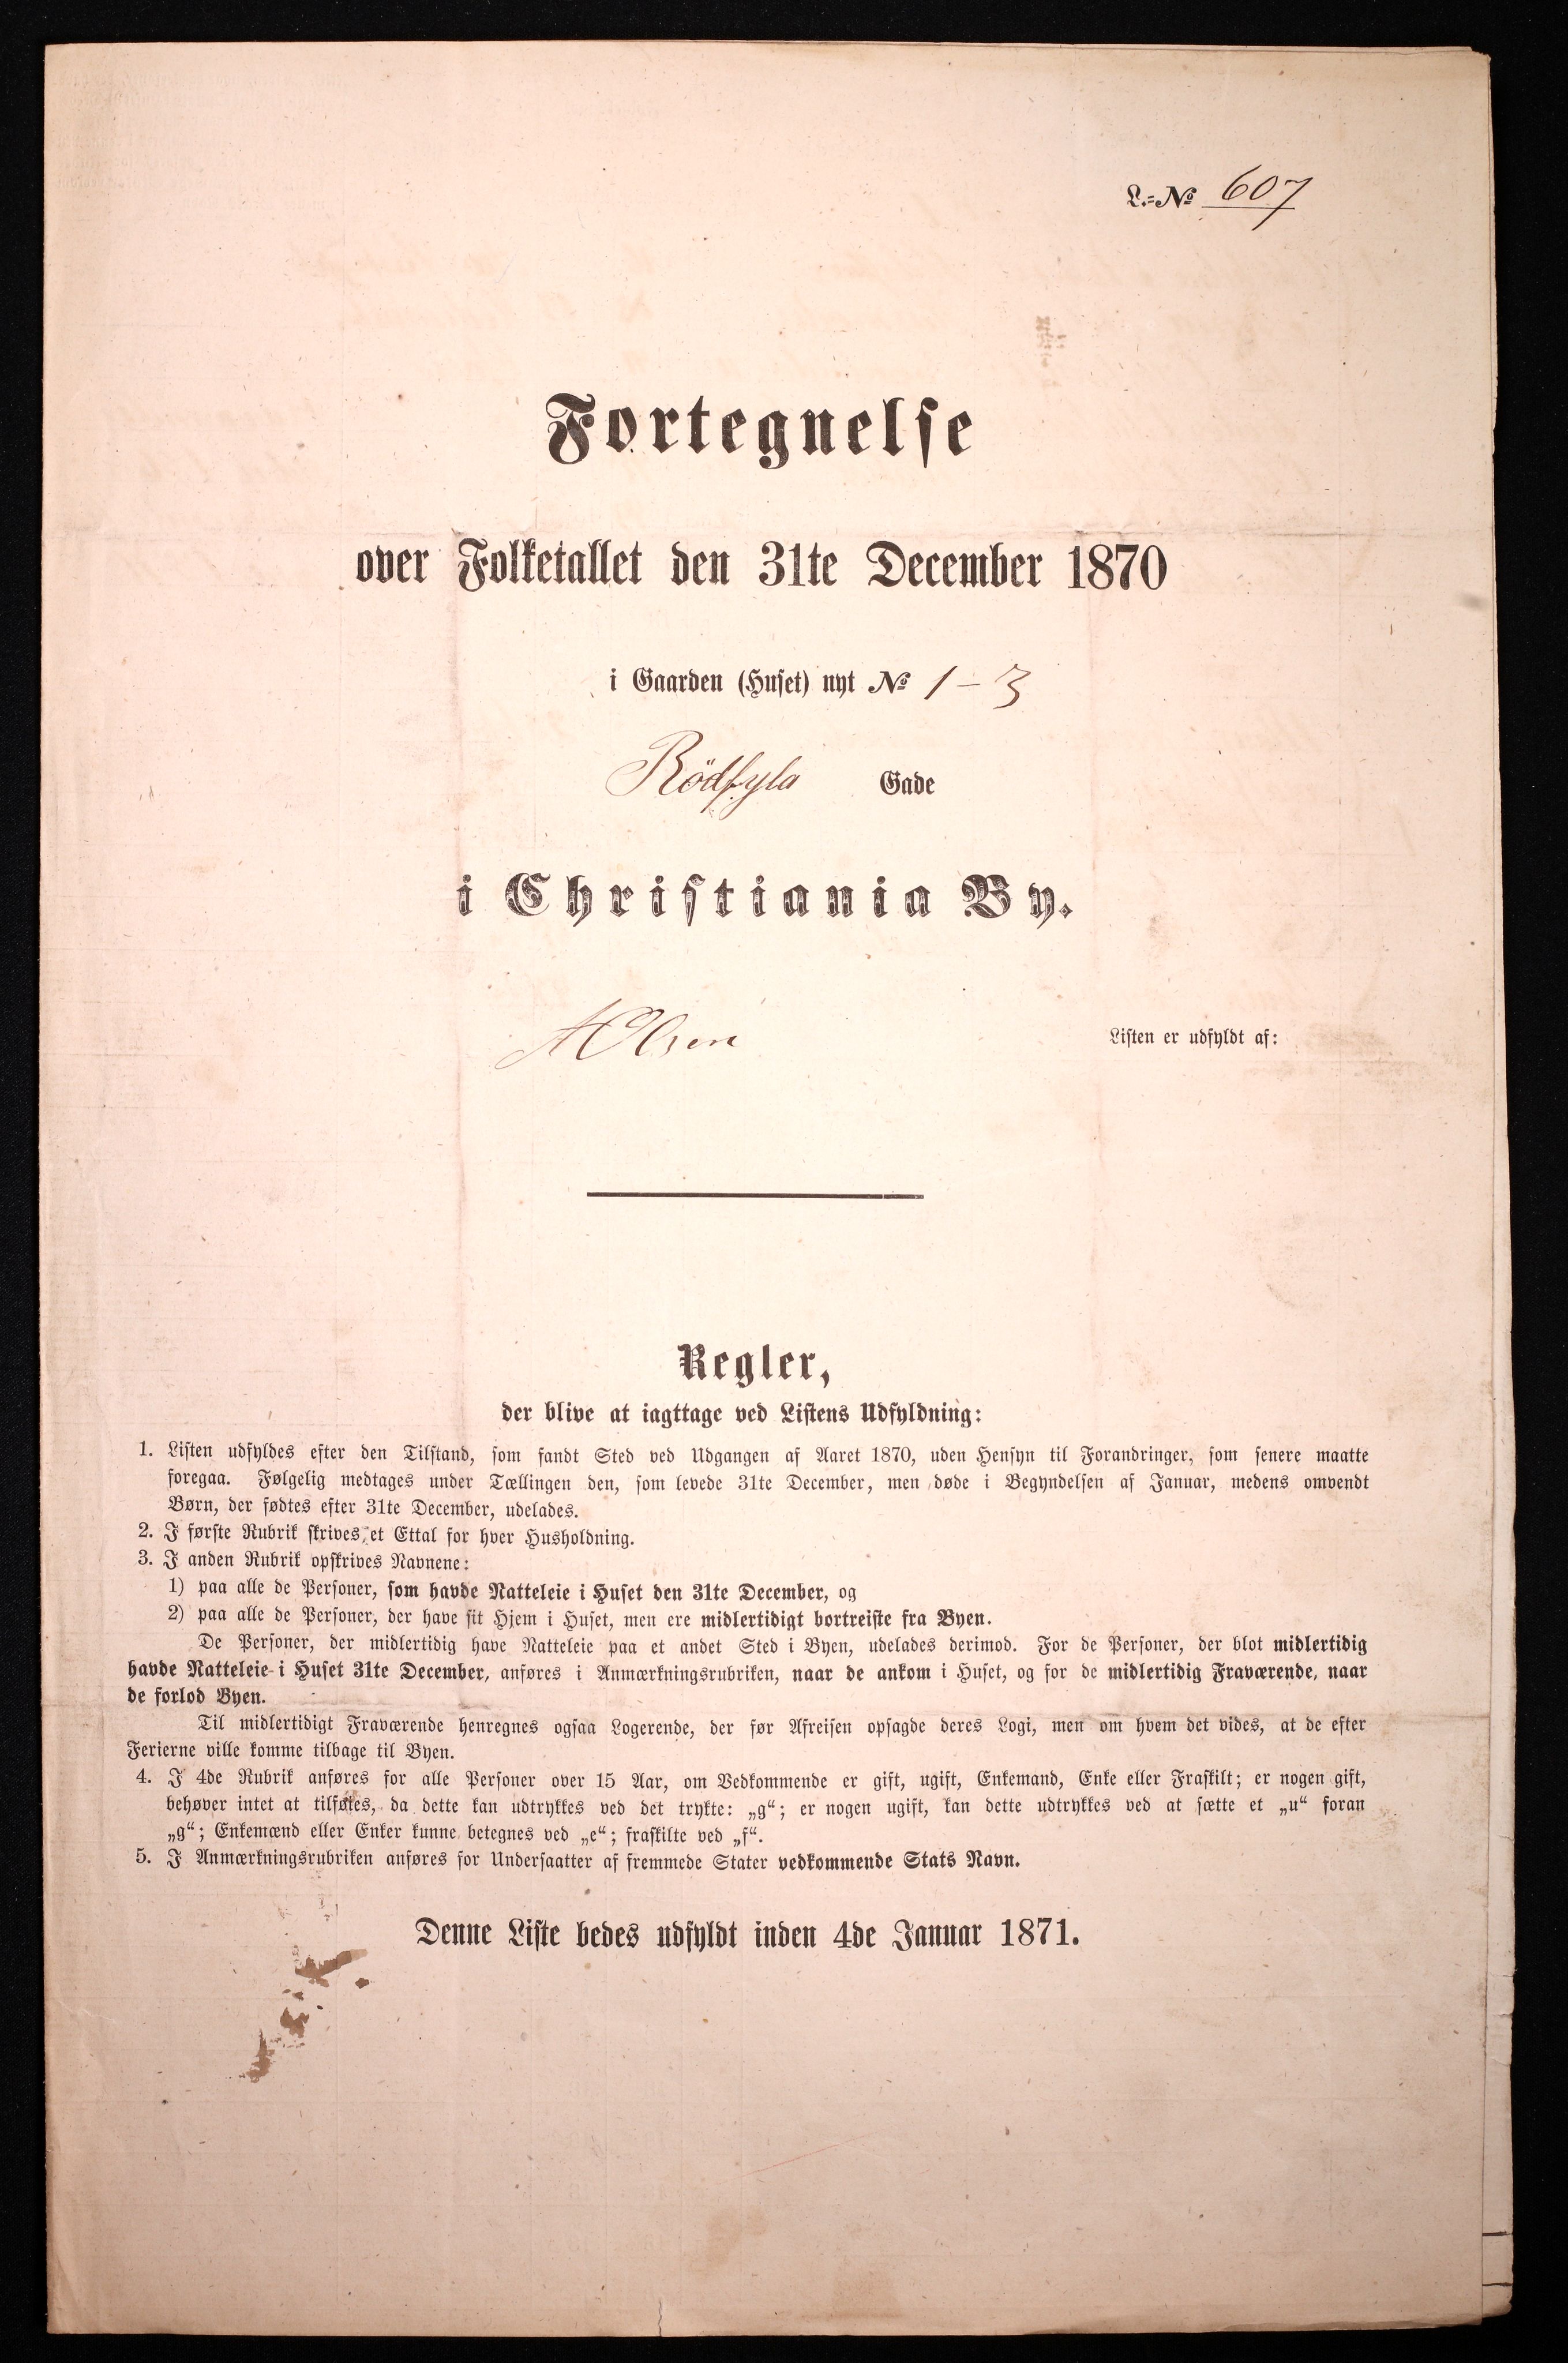 L.=№ 607
Fortegnelse
over Folketallet den 31te December 1870
i Gaarden (Huset) nyt № 1–3
Rödfyla Gade
i Christiania By.
A Olsen
Listen er udfyldt af:
Regler,
der blive at iagttage ved Listens Udfyldning:
1. Listen udfyldes efter den Tilstand, som fandt Sted ved Udgangen af Aaret 1870, uden Hensyn til Forandringer, som senere maatte
foregaa. Følgelig medtages under Tællingen den, som levede 31te December, men døde i Begyndelsen af Januar, medens omvendt
Børn, der fødtes efter 31te December, udelades.
2. I første Rubrik skrives et Ettal for hver Husholdning.
3. I anden Rubrik opskrives Navnene:
1) paa alle de Personer, som havde Natteleie i Huset den 31te December, og
2) paa alle de Personer, der have sit Hjem i Huset, men ere midlertidigt bortreiste fra Byen.
De Personer, der midlertidig have Natteleie paa et andet Sted i Byen, udelades derimod. For de Personer, der blot midlertidig
havde Natteleie i Huset 31te December, anføres i Anmærkningsrubriken, naar de ankom i Huset, og for de midlertidig Fraværende, naar
de forlod Byen.
Til midlertidigt Fraværende henregnes ogsaa Logerende, der før Afreisen opsagde deres Logi, men om hvem det vides, at de efter
Ferierne ville komme tilbage til Byen.
4. I 4de Rubrik anføres for alle Personer over 15 Aar, om Vedkommende er gift, ugift, Enkemand, Enke eller Fraskilt; er nogen gift,
behøver intet at tilføies, da dette kan udtrykkes ved det trykte: „g“; er nogen ugift, kan dette udtrykkes ved at sætte et „u“ foran
„g“; Enkemænd eller Enker kunne betegnes ved „e“; fraskilte ved „f“.
5. I Anmærkningsrubriken anføres for Undersaatter af fremmede Stater vedkommende Stats Navn.
Denne Liste bedes udfyldt inden 4de Januar 1871.